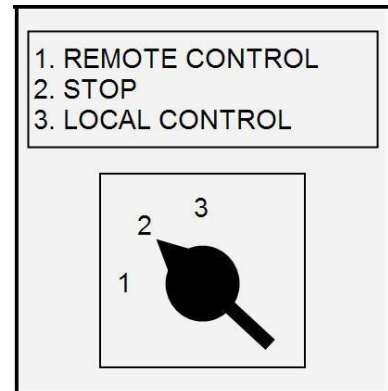 1. REMOTE CONTROL
2. STOP
3. LOCAL CONTROL
3
2
1